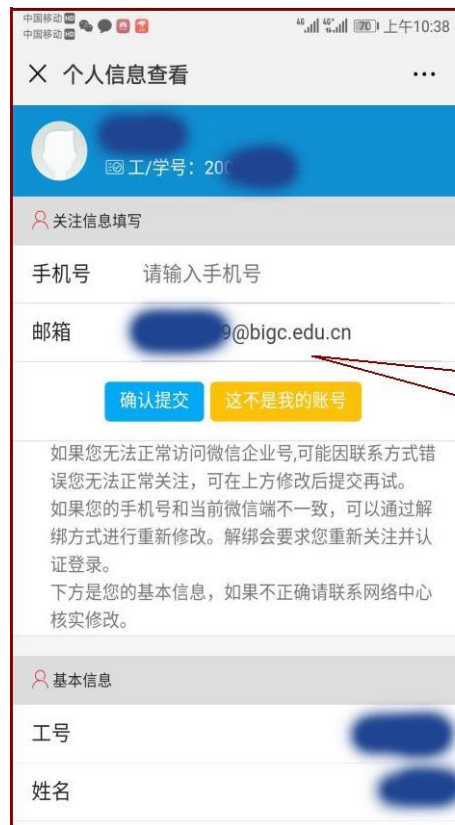 中国移动 HD
中国移动 HD
46 46 70 上午10:38
个人信息查看
工/学号：200
关注信息填写
手机号 请输入手机号
邮箱 9@bigc.edu.cn
确认提交 这不是我的账号
如果您无法正常访问微信企业号,可能因联系方式错
误您无法正常关注，可在上方修改后提交再试。
如果您的手机号和当前微信端不一致，可以通过解
绑方式进行重新修改。解绑会要求您重新关注并认
证登录。
下方是您的基本信息，如果不正确请联系网络中心
核实修改。
基本信息
工号
姓名